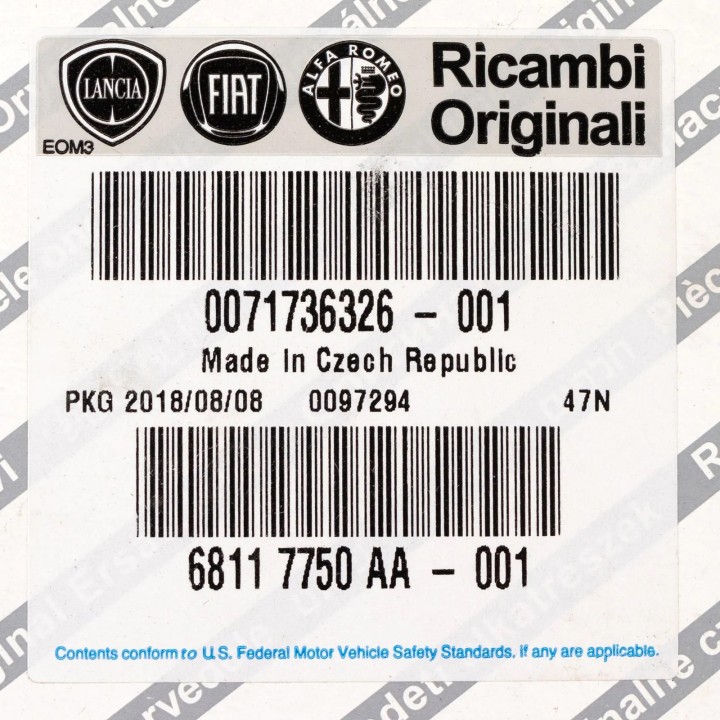 LANCIA FIAT ALFA ROMEO Ricambi
Originali
EOM3
0071736326 - 001
Made In Czech Republic
PKG 2018/08/08 0097294 47N
6811 7750 AA - 001
Contents conform to U.S. Federal Motor Vehicle Safety Standards, if any are applicable.